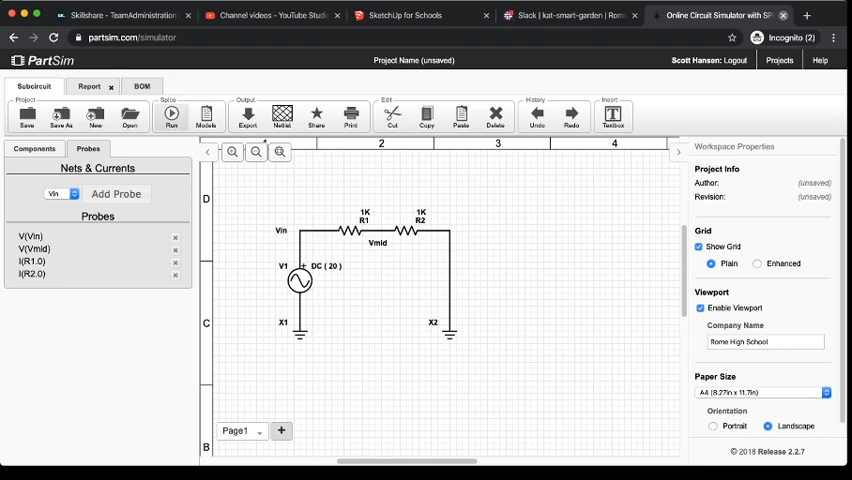 Skillshare - TeamAdministration
Channel videos - YouTube Studi
SketchUp for Schools
Slack | kat-smart-garden | Rom
Online Circuit Simulator with SP
partsim.com/simulator
Incognito (2)
PartSim
Project Name (unsaved)
Scott Hansen: Logout
Projects
Help
Subcircuit
Report
BOM
Project
Spice
Output
Edit
History
Insert
Save
Save As
New
Open
Run
Models
Export
Netlist
Share
Print
Cut
Copy
Paste
Delete
Undo
Redo
Textbox
Components
Probes
Nets & Currents
Vin
Add Probe
Probes
V(Vin)
V(Vmid)
I(R1.0)
I(R2.0)
2
3
4
D
C
B
1K
R1
1K
R2
Vin
Vmid
V1
+
DC ( 20 )
X1
X2
Page1
+
Workspace Properties
Project Info
Author:
(unsaved)
Revision:
(unsaved)
Grid
Show Grid
Plain
Enhanced
Viewport
Enable Viewport
Company Name
Rome High School
Paper Size
A4 (8.27in x 11.7in)
Orientation
Portrait
Landscape
© 2018 Release 2.2.7